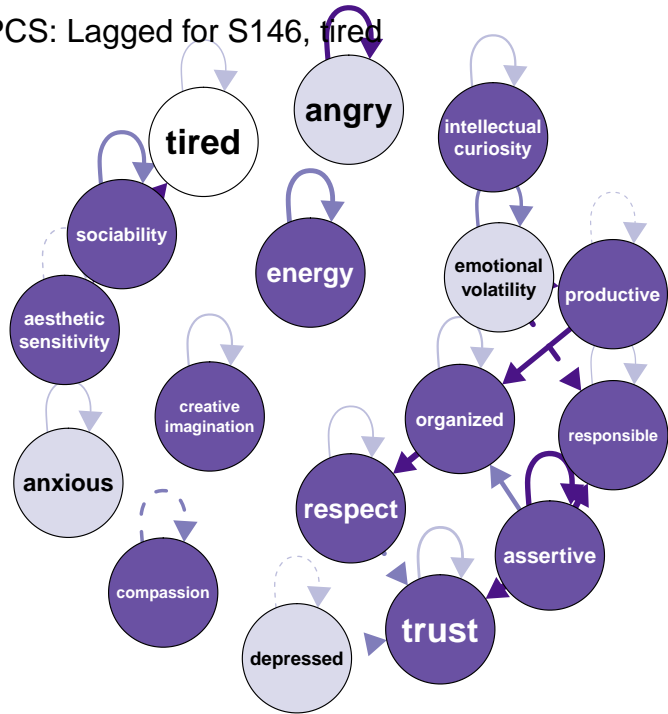 PCS: Lagged for S146, tired
angry
tired
intellectual
curiosity
sociability
energy
emotional
volatility
productive
aesthetic
sensitivity
creative
imagination
organized
responsible
anxious
respect
assertive
compassion
trust
depressed